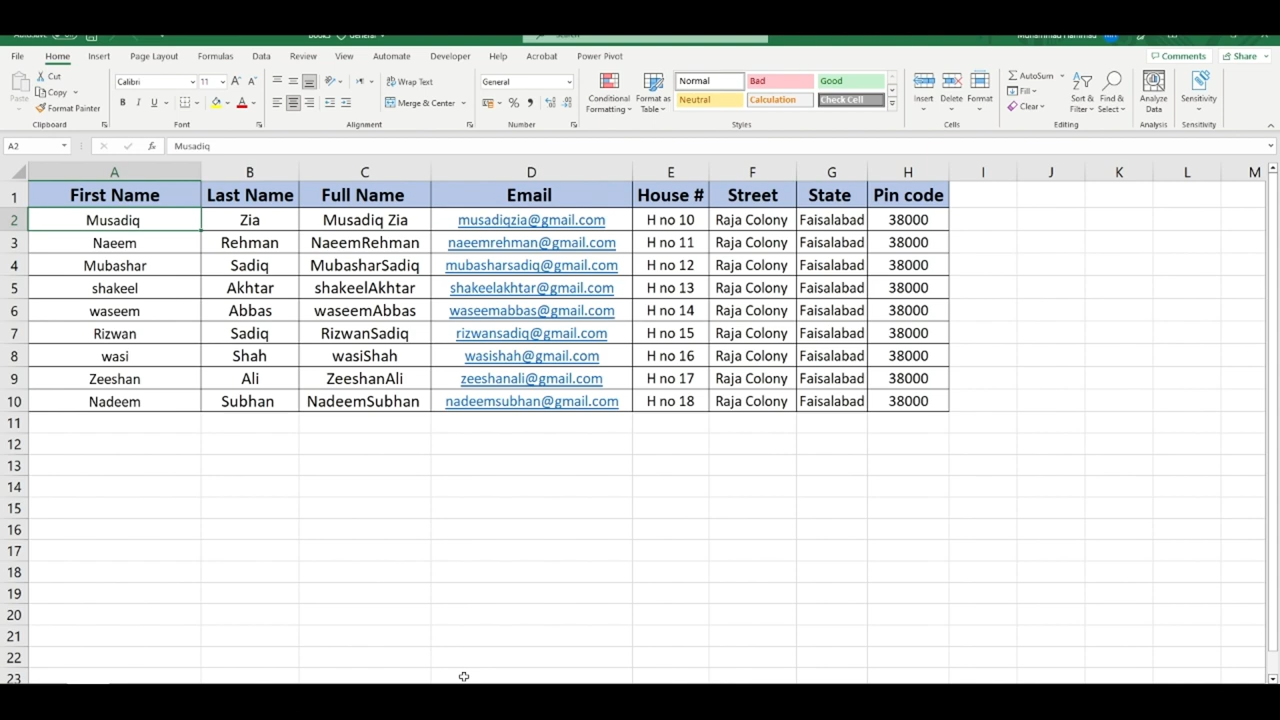 General
Muhammad Hammad
File Home Insert Page Layout Formulas Data Review View Automate Developer Help Acrobat Power Pivot Comments Share
Paste Cut Copy Format Painter Clipboard
Calibri 11 B I U A A Font
Wrap Text Merge & Center Alignment
General % , Number
Conditional Formatting Format as Table Normal Bad Good Neutral Calculation Check Cell Styles
Insert Delete Format Cells
AutoSum Fill Clear Sort & Filter Find & Select Editing
Analyze Data Analysis
Sensitivity Sensitivity
A2 fx Musadiq
A B C D E F G H I J K L M
1 First Name Last Name Full Name Email House # Street State Pin code
2 Musadiq Zia Musadiq Zia musadiqzia@gmail.com H no 10 Raja Colony Faisalabad 38000
3 Naeem Rehman NaeemRehman naeemrehman@gmail.com H no 11 Raja Colony Faisalabad 38000
4 Mubashar Sadiq MubasharSadiq mubasharsadiq@gmail.com H no 12 Raja Colony Faisalabad 38000
5 shakeel Akhtar shakeelAkhtar shakeelakhtar@gmail.com H no 13 Raja Colony Faisalabad 38000
6 waseem Abbas waseemAbbas waseemabbas@gmail.com H no 14 Raja Colony Faisalabad 38000
7 Rizwan Sadiq RizwanSadiq rizwansadiq@gmail.com H no 15 Raja Colony Faisalabad 38000
8 wasi Shah wasiShah wasishah@gmail.com H no 16 Raja Colony Faisalabad 38000
9 Zeeshan Ali ZeeshanAli zeeshanali@gmail.com H no 17 Raja Colony Faisalabad 38000
10 Nadeem Subhan NadeemSubhan nadeemsubhan@gmail.com H no 18 Raja Colony Faisalabad 38000
11
12
13
14
15
16
17
18
19
20
21
22
23